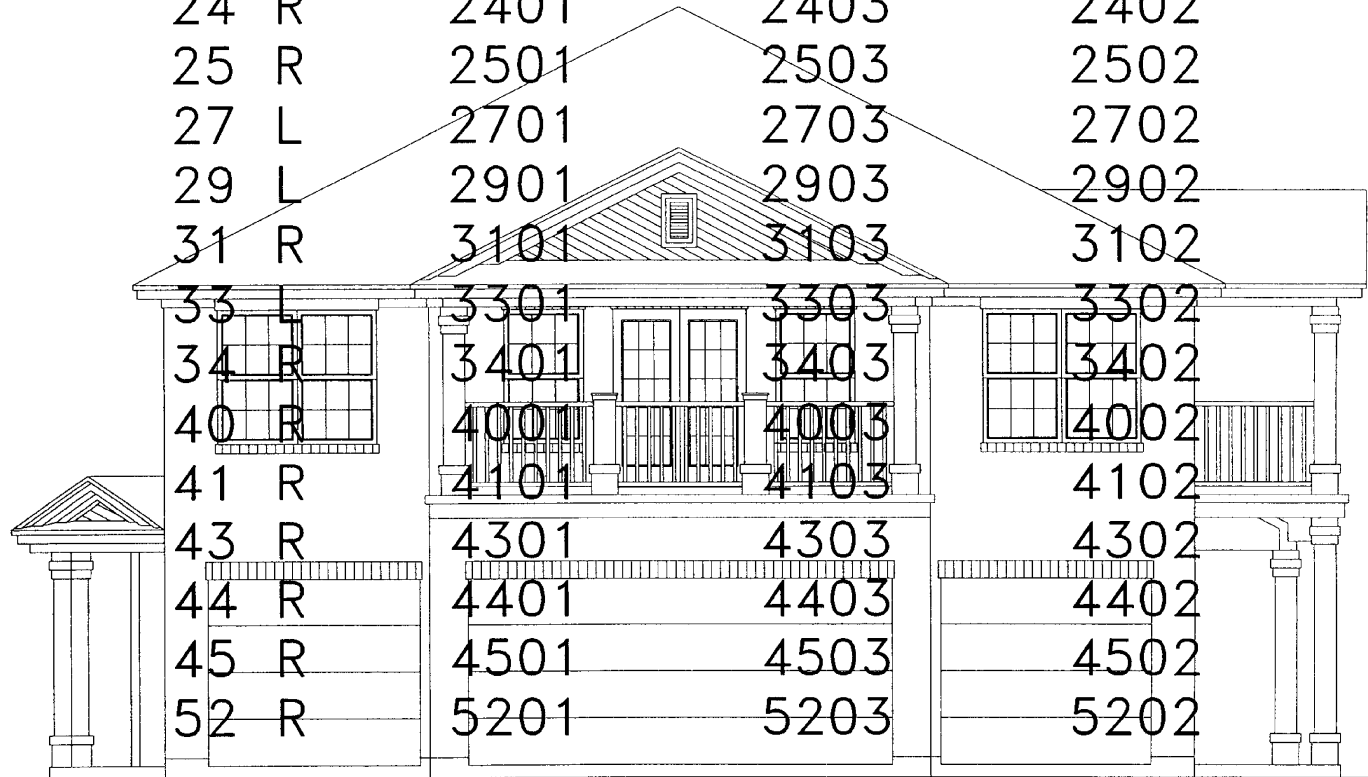 24 R 2401 2403 2402
25 R 2501 2503 2502
27 L 2701 2703 2702
29 L 2901 2903 2902
31 R 3101 3103 3102
33 L 3301 3303 3302
34 R 3401 3403 3402
40 R 4001 4003 4002
41 R 4101 4103 4102
43 R 4301 4303 4302
44 R 4401 4403 4402
45 R 4501 4503 4502
52 R 5201 5203 5202